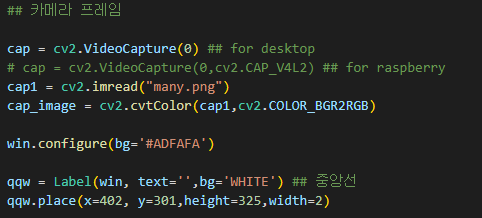 ## 카메라 프레임
cap = cv2.VideoCapture(0) ## for desktop
# cap = cv2.VideoCapture(0,cv2.CAP_V4L2) ## for raspberry
cap1 = cv2.imread("many.png")
cap_image = cv2.cvtColor(cap1,cv2.COLOR_BGR2RGB)
win.configure(bg='#ADFAFA')
qqw = Label(win, text='',bg='WHITE') ## 중앙선
qqw.place(x=402, y=301,height=325,width=2)